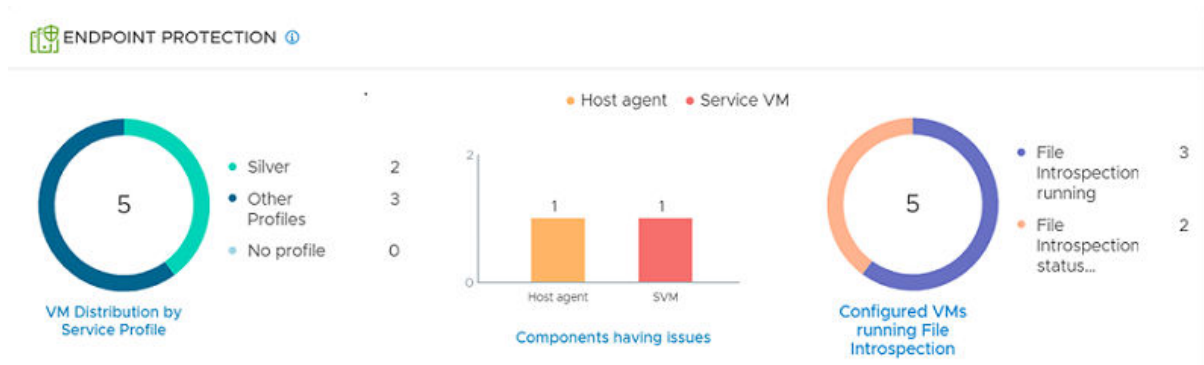 ENDPOINT PROTECTION
Host agent Service VM
5
Silver 2
Other 3
Profiles
No profile 0
VM Distribution by
Service Profile
2
1 1
0
Host agent SVM
Components having issues
5
File 3
Introspection
running
File 2
Introspection
status...
Configured VMs
running File
Introspection